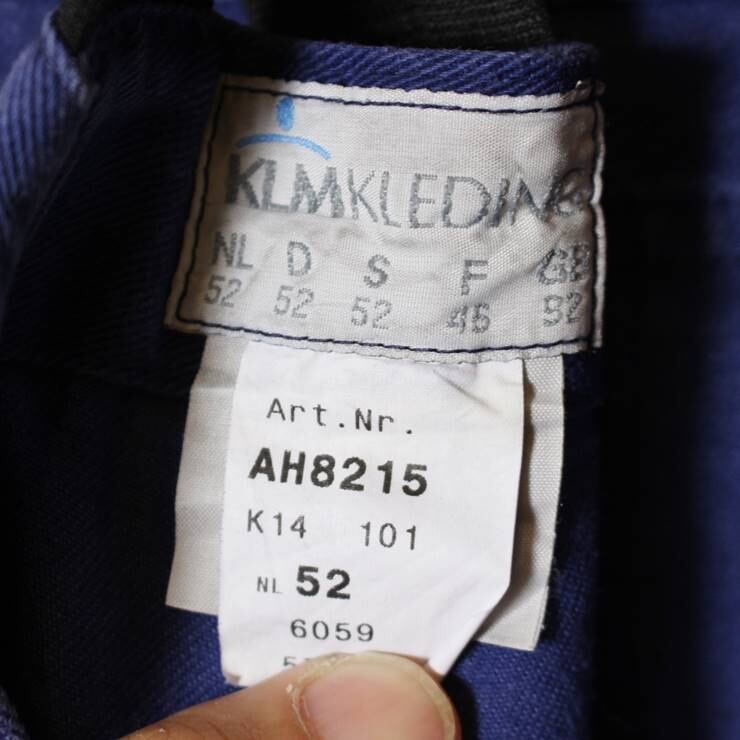 KLMKLEDING
NL D S F GB
52 52 52 46 92
Art.Nr.
AH8215
K14 101
NL 52
6059